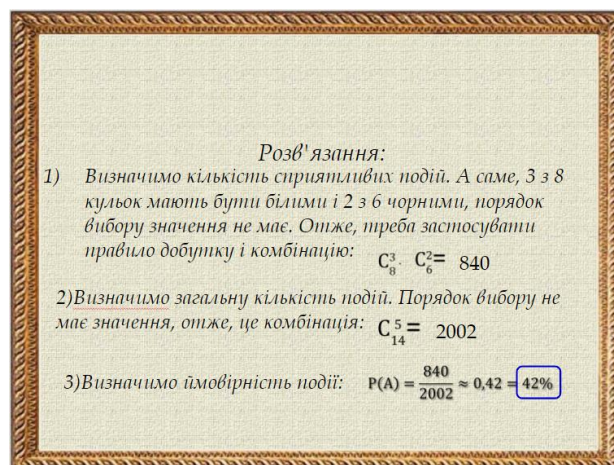 Розв'язання:
1) Визначимо кількість сприятливих подій. А саме, 3 з 8
кульок мають бути білими і 2 з 6 чорними, порядок
вибору значення не має. Отже, треба застосувати
правило добутку і комбінацію: C₈³· C₆²= 840
2)Визначимо загальну кількість подій. Порядок вибору не
має значення, отже, це комбінація: C₁₄⁵= 2002
3)Визначимо ймовірність події: P(A) = 840/2002 ≈ 0,42 = 42%